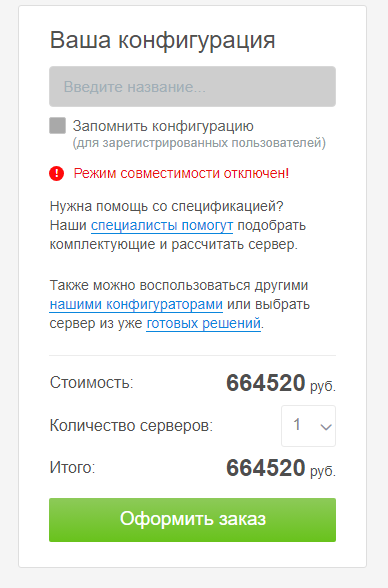 Ваша конфигурация
Введите название...
Запомнить конфигурацию
(для зарегистрированных пользователей)
Режим совместимости отключен!
Нужна помощь со спецификацией?
Наши специалисты помогут подобрать
комплектующие и рассчитать сервер.
Также можно воспользоваться другими
нашими конфигураторами или выбрать
сервер из уже готовых решений.
Стоимость: 664520 руб.
Количество серверов: 1
Итого: 664520 руб.
Оформить заказ